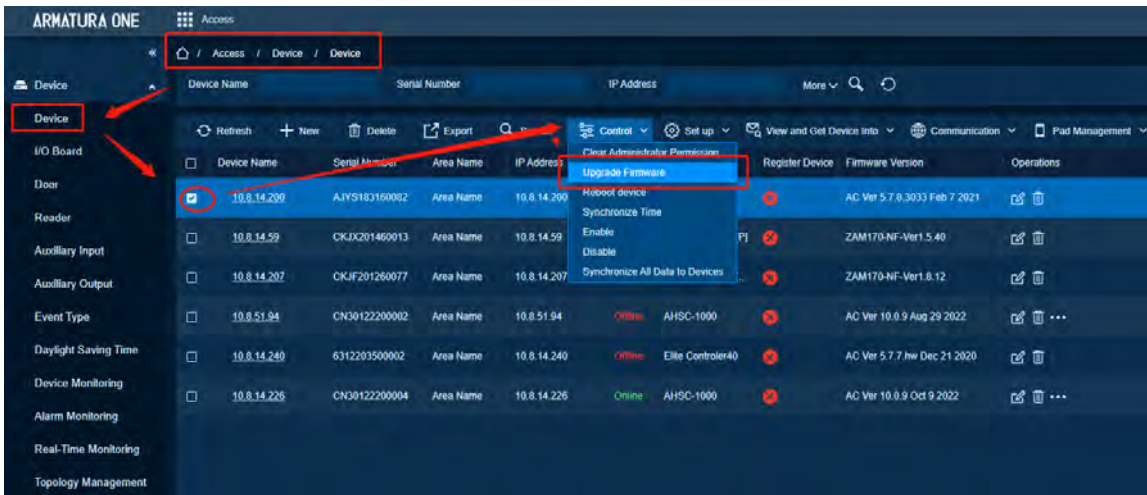 ARMATURA ONE
Access
/ Access / Device / Device
Device Name Serial Number IP Address More
Device
Device
I/O Board
Door
Reader
Auxiliary Input
Auxiliary Output
Event Type
Daylight Saving Time
Device Monitoring
Alarm Monitoring
Real-Time Monitoring
Topology Management
Refresh New Delete Export Control Set up View and Get Device Info Communication Pad Management
Clear Administrator Permission
Upgrade Firmware
Reboot device
Synchronize Time
Enable
Disable
Synchronize All Data to Devices
Device Name Serial Number Area Name IP Address Register Device Firmware Version Operations
10.8.14.200 AJYS183160002 Area Name 10.8.14.200 AC Ver 5.7.8.3033 Feb 7 2021
10.8.14.59 CKJX201460013 Area Name 10.8.14.59 ZAM170-NF-Ver1.5.40
10.8.14.207 CKJF201260077 Area Name 10.8.14.207 ZAM170-NF-Ver1.8.12
10.8.51.94 CN30122200002 Area Name 10.8.51.94 Offline AHSC-1000 AC Ver 10.0.9 Aug 29 2022
10.8.14.240 6312203500002 Area Name 10.8.14.240 Offline Elite Controler40 AC Ver 5.7.7.hw Dec 21 2020
10.8.14.226 CN30122200004 Area Name 10.8.14.226 Online AHSC-1000 AC Ver 10.0.9 Oct 9 2022